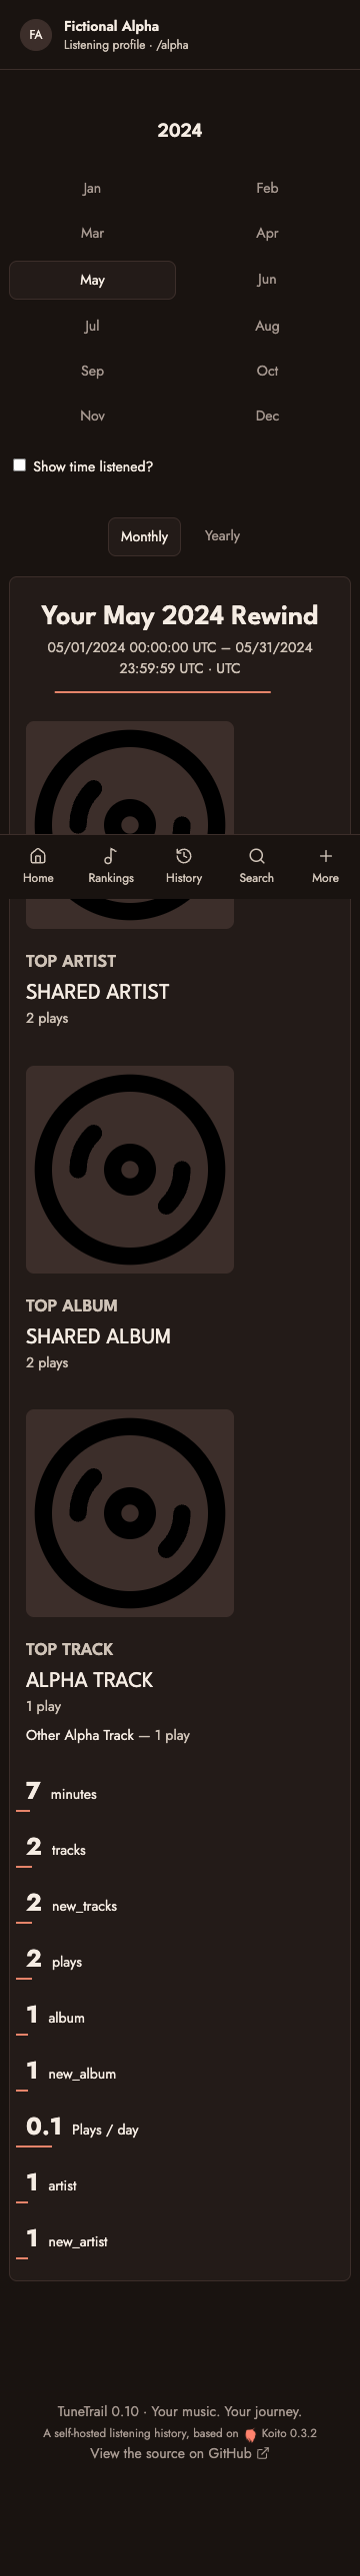 FA
Fictional Alpha
Listening profile · /alpha
2024
Jan Feb
Mar Apr
May Jun
Jul Aug
Sep Oct
Nov Dec
Show time listened?
Monthly Yearly
Your May 2024 Rewind
05/01/2024 00:00:00 UTC – 05/31/2024
23:59:59 UTC · UTC
Home Rankings History Search More
TOP ARTIST
SHARED ARTIST
2 plays
TOP ALBUM
SHARED ALBUM
2 plays
TOP TRACK
ALPHA TRACK
1 play
Other Alpha Track — 1 play
7 minutes
2 tracks
2 new_tracks
2 plays
1 album
1 new_album
0.1 Plays / day
1 artist
1 new_artist
TuneTrail 0.10 · Your music. Your journey.
A self-hosted listening history, based on Koito 0.3.2
View the source on GitHub